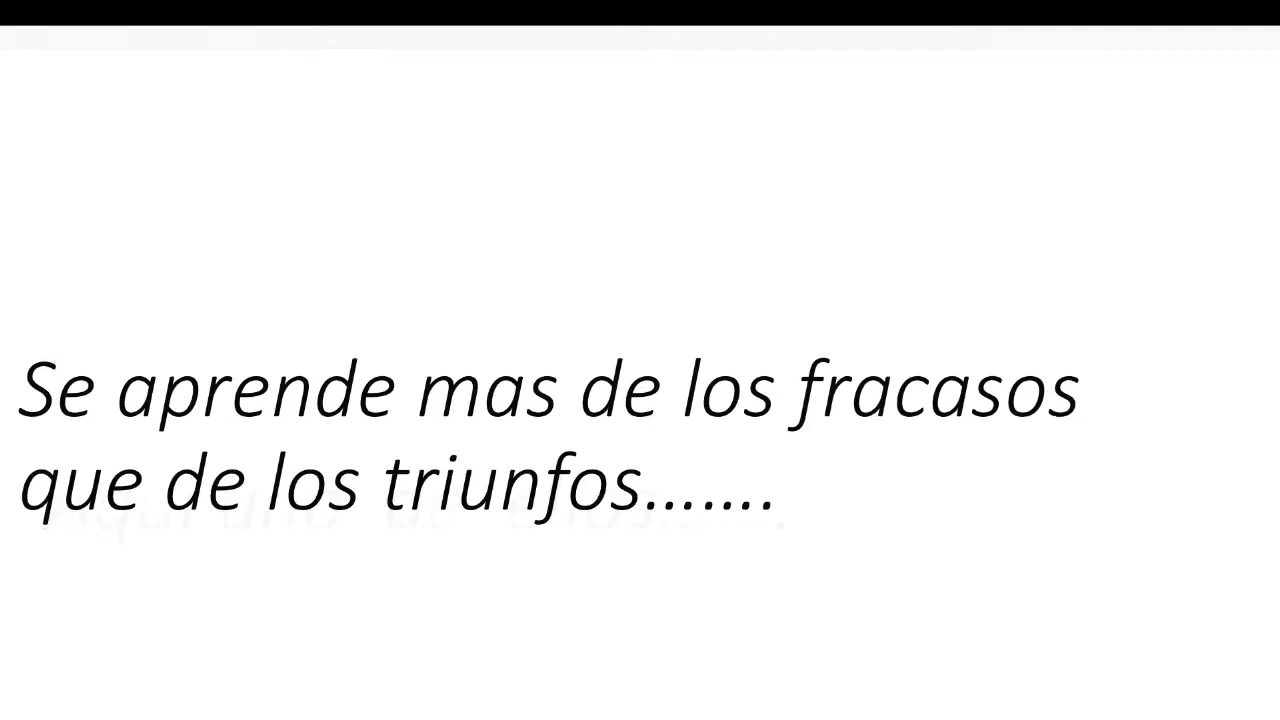 Se aprende mas de los fracasos
que de los triunfos.......